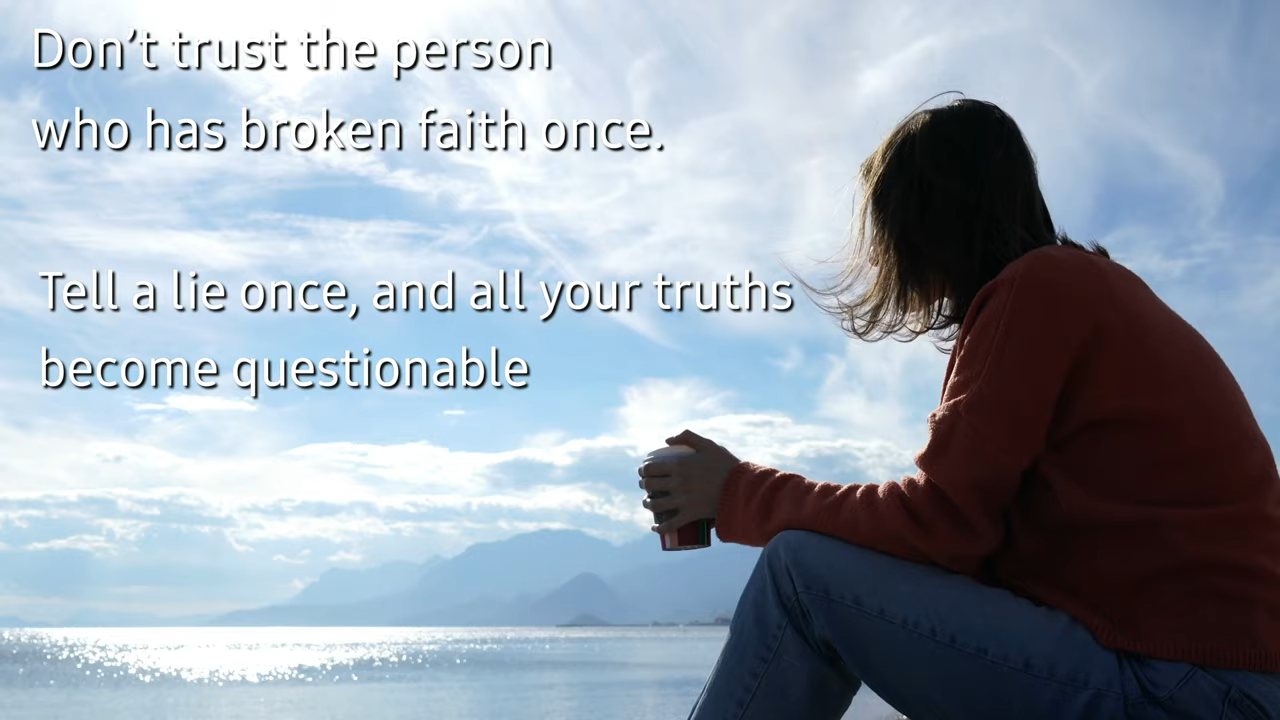 Don’t trust the person
who has broken faith once.
Tell a lie once, and all your truths
become questionable